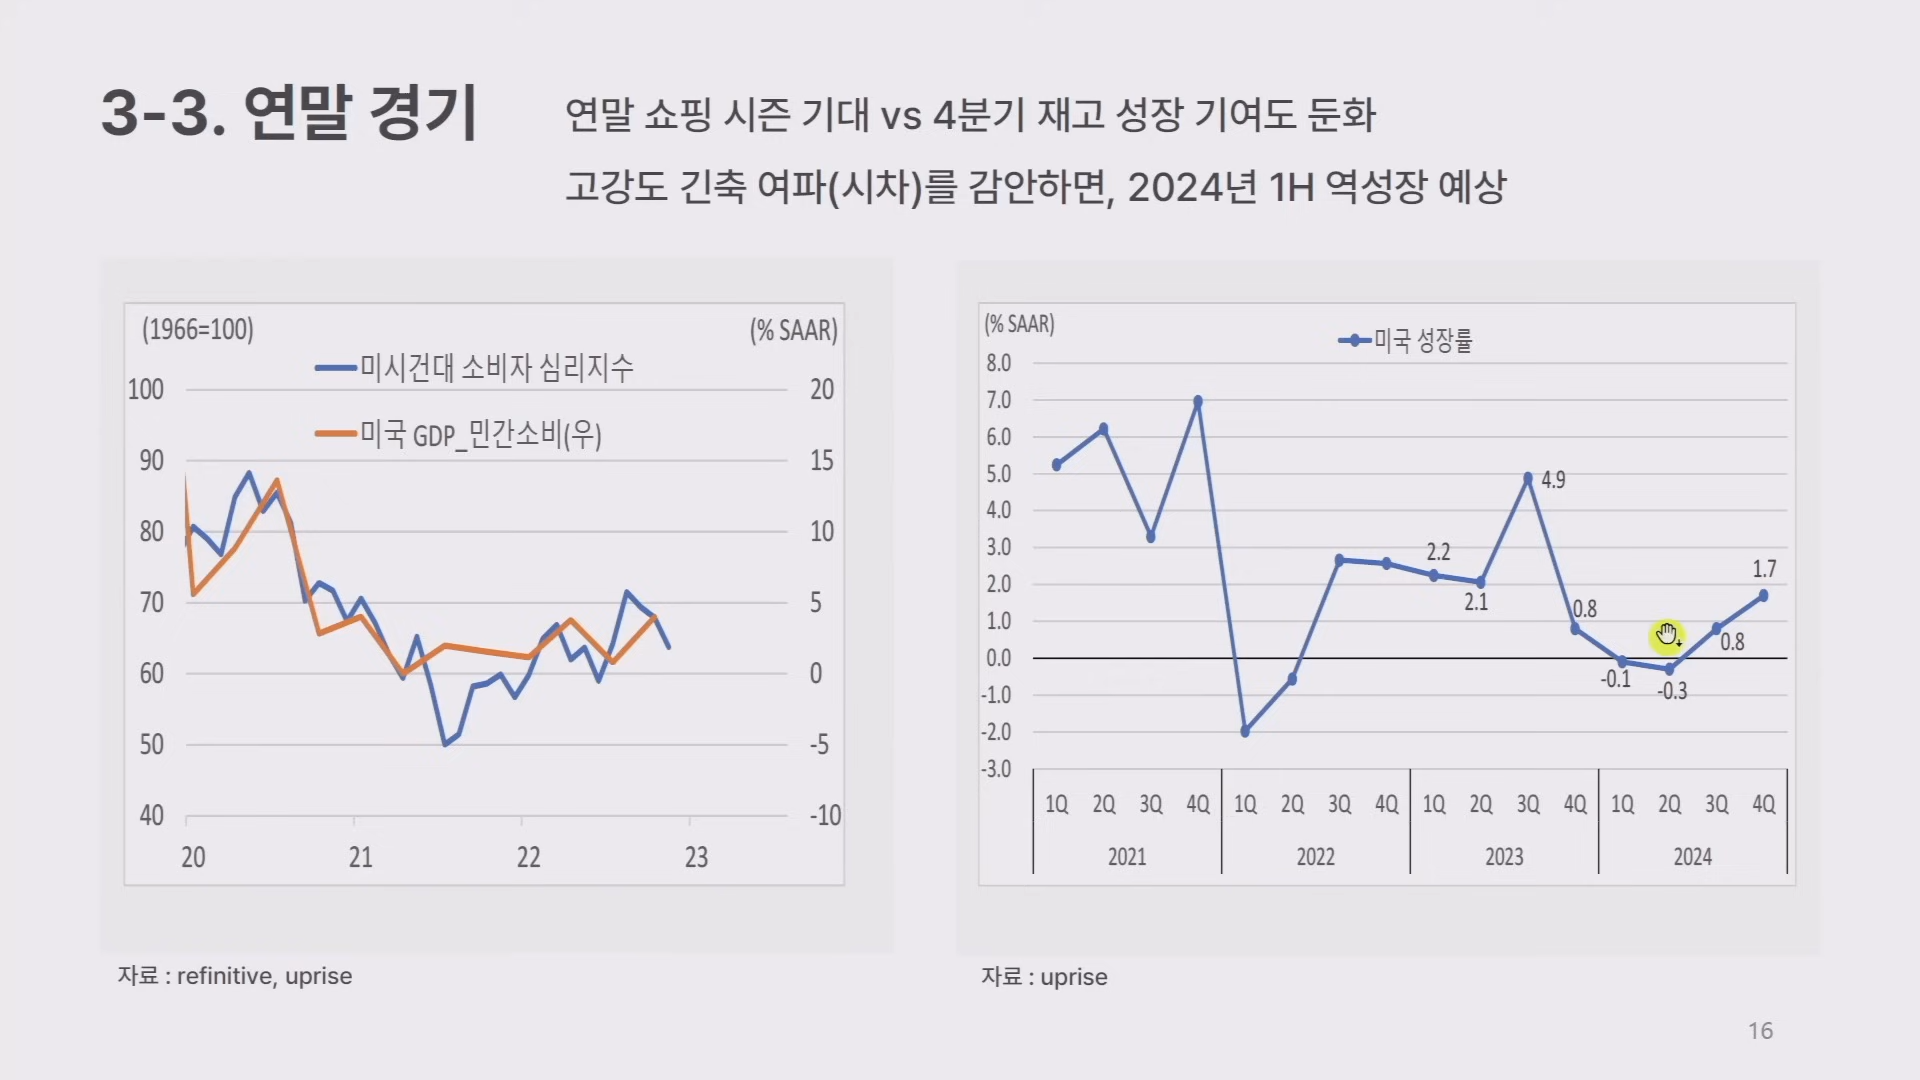 3-3. 연말 경기
연말 쇼핑 시즌 기대 vs 4분기 재고 성장 기여도 둔화
고강도 긴축 여파(시차)를 감안하면, 2024년 1H 역성장 예상
(1966=100)
(% SAAR)
미시건대 소비자 심리지수
미국 GDP_민간소비(우)
100
90
80
70
60
50
40
20
15
10
5
0
-5
-10
20 21 22 23
자료 : refinitive, uprise
(% SAAR)
미국 성장률
8.0
7.0
6.0
5.0
4.0
3.0
2.0
1.0
0.0
-1.0
-2.0
-3.0
2.2
2.1
4.9
0.8
-0.1
-0.3
0.8
1.7
1Q 2Q 3Q 4Q 1Q 2Q 3Q 4Q 1Q 2Q 3Q 4Q 1Q 2Q 3Q 4Q
2021 2022 2023 2024
자료 : uprise
16